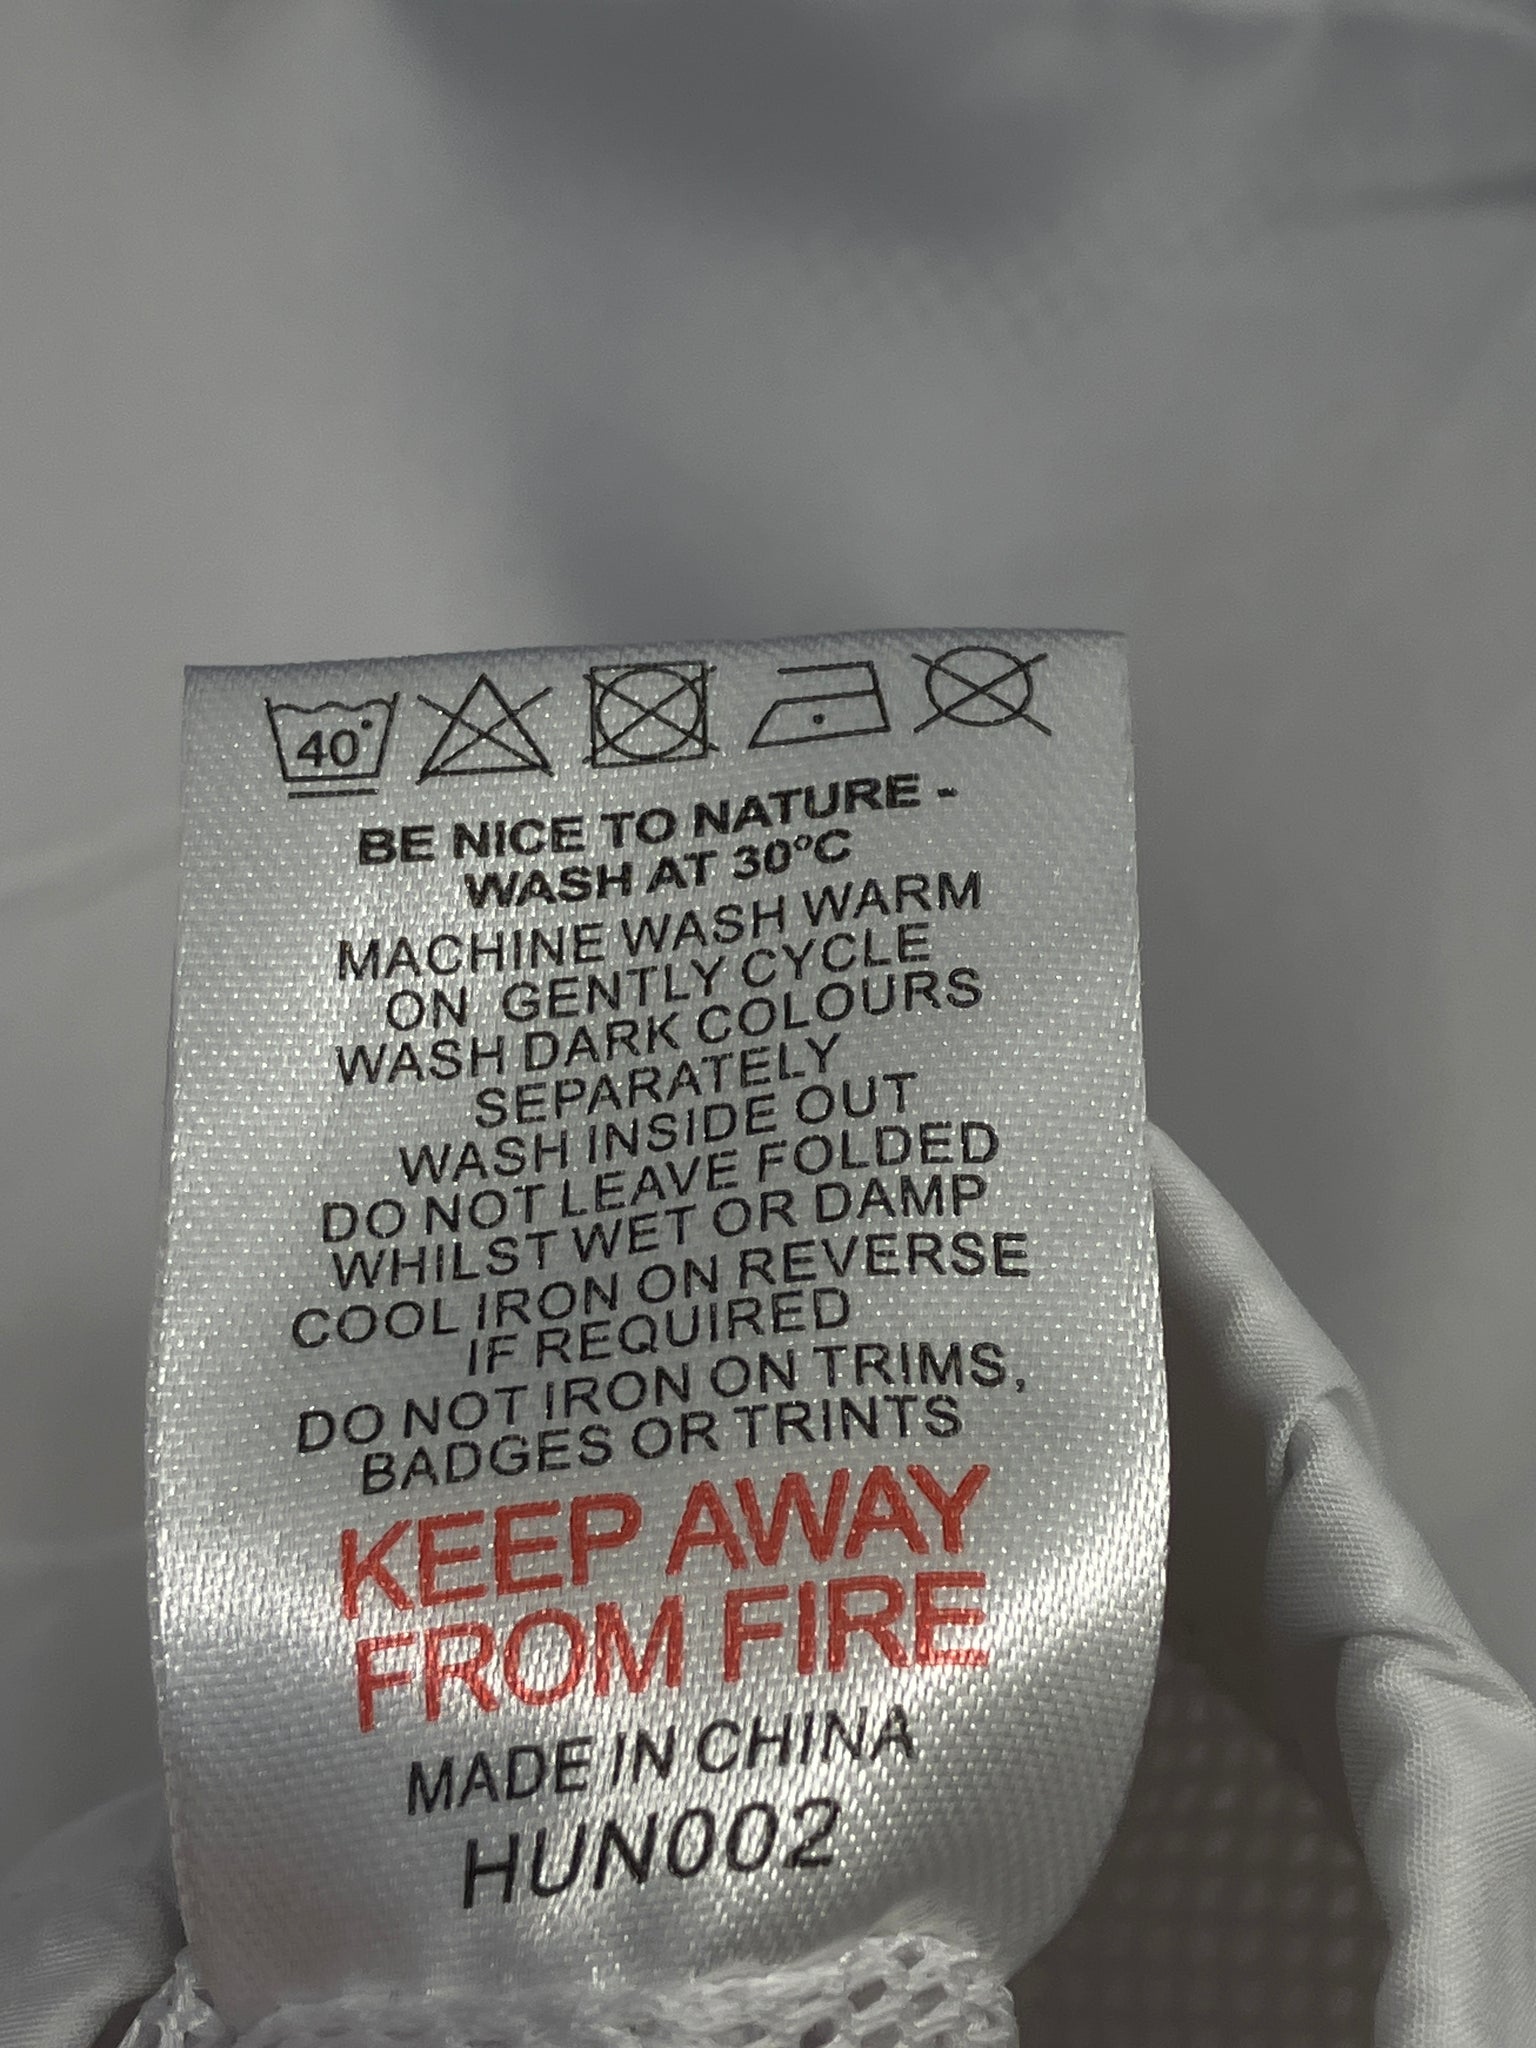 40°
BE NICE TO NATURE -
WASH AT 30°C
MACHINE WASH WARM
ON GENTLY CYCLE
WASH DARK COLOURS
SEPARATELY
WASH INSIDE OUT
DO NOT LEAVE FOLDED
WHILST WET OR DAMP
COOL IRON ON REVERSE
IF REQUIRED
DO NOT IRON ON TRIMS,
BADGES OR TRINTS
KEEP AWAY
FROM FIRE
MADE IN CHINA
HUN002